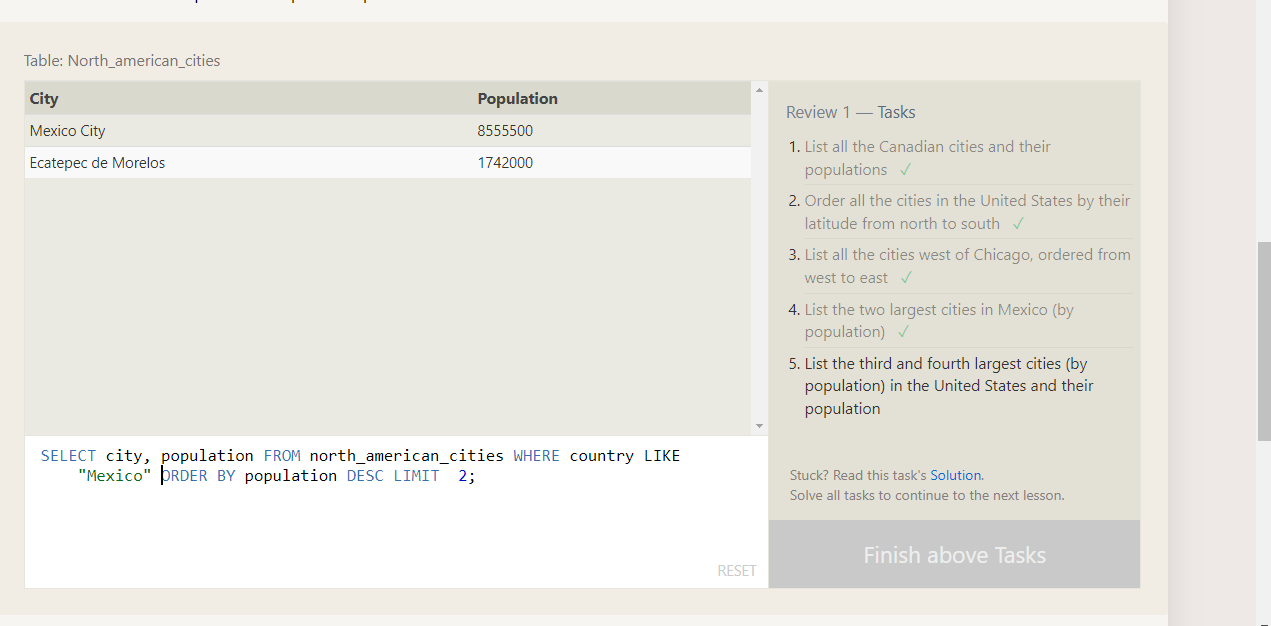 Table: North_american_cities
City Population
Mexico City 8555500
Ecatepec de Morelos 1742000
SELECT city, population FROM north_american_cities WHERE country LIKE
"Mexico" ORDER BY population DESC LIMIT  2;
RESET
Review 1 — Tasks
1. List all the Canadian cities and their
populations ✓
2. Order all the cities in the United States by their
latitude from north to south ✓
3. List all the cities west of Chicago, ordered from
west to east ✓
4. List the two largest cities in Mexico (by
population) ✓
5. List the third and fourth largest cities (by
population) in the United States and their
population
Stuck? Read this task's Solution.
Solve all tasks to continue to the next lesson.
Finish above Tasks